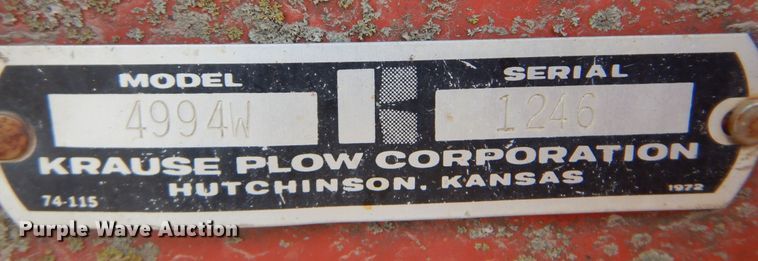 MODEL SERIAL
4994W 1246
KRAUSE PLOW CORPORATION
HUTCHINSON, KANSAS
74-115 1972
Purple Wave Auction